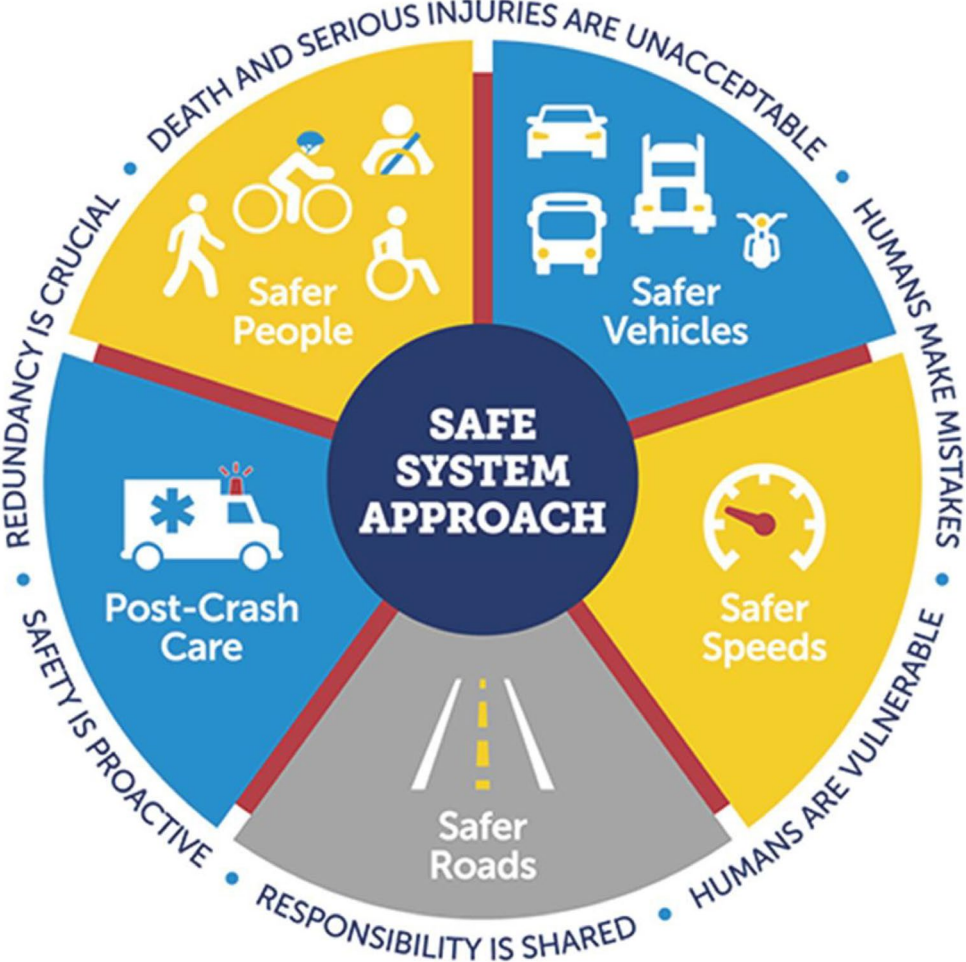 DEATH AND SERIOUS INJURIES ARE UNACCEPTABLE
HUMANS MAKE MISTAKES
HUMANS ARE VULNERABLE
RESPONSIBILITY IS SHARED
SAFETY IS PROACTIVE
REDUNDANCY IS CRUCIAL
Safer
People
Safer
Vehicles
SAFE
SYSTEM
APPROACH
Post-Crash
Care
Safer
Speeds
Safer
Roads